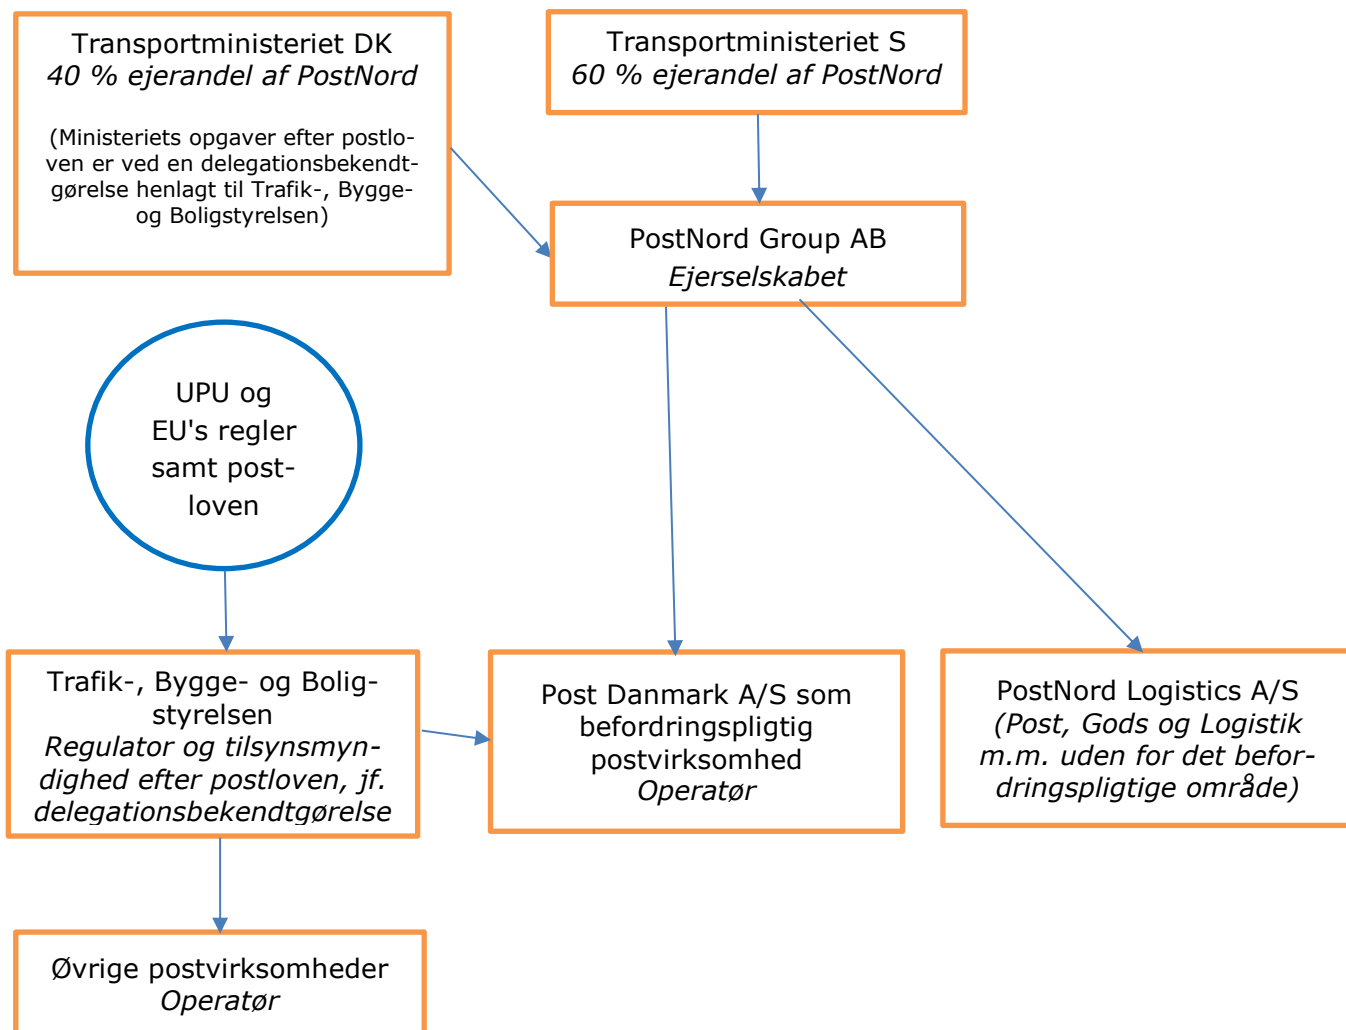 Transportministeriet DK
40 % ejerandel af PostNord
(Ministeriets opgaver efter postlo-
ven er ved en delegationsbekendt-
gørelse henlagt til Trafik-, Bygge-
og Boligstyrelsen)
Transportministeriet S
60 % ejerandel af PostNord
PostNord Group AB
Ejerselskabet
UPU og
EU's regler
samt post-
loven
Trafik-, Bygge- og Bolig-
styrelsen
Regulator og tilsynsmyn-
dighed efter postloven, jf.
delegationsbekendtgørelse
Post Danmark A/S som
befordringspligtig
postvirksomhed
Operatør
PostNord Logistics A/S
(Post, Gods og Logistik
m.m. uden for det befor-
dringspligtige område)
Øvrige postvirksomheder
Operatør